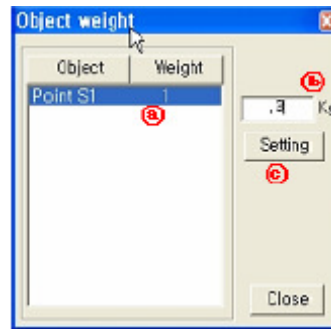 Object weight
Object Weight
Point S1 1
a
b
.3 Kg
Setting
c
Close